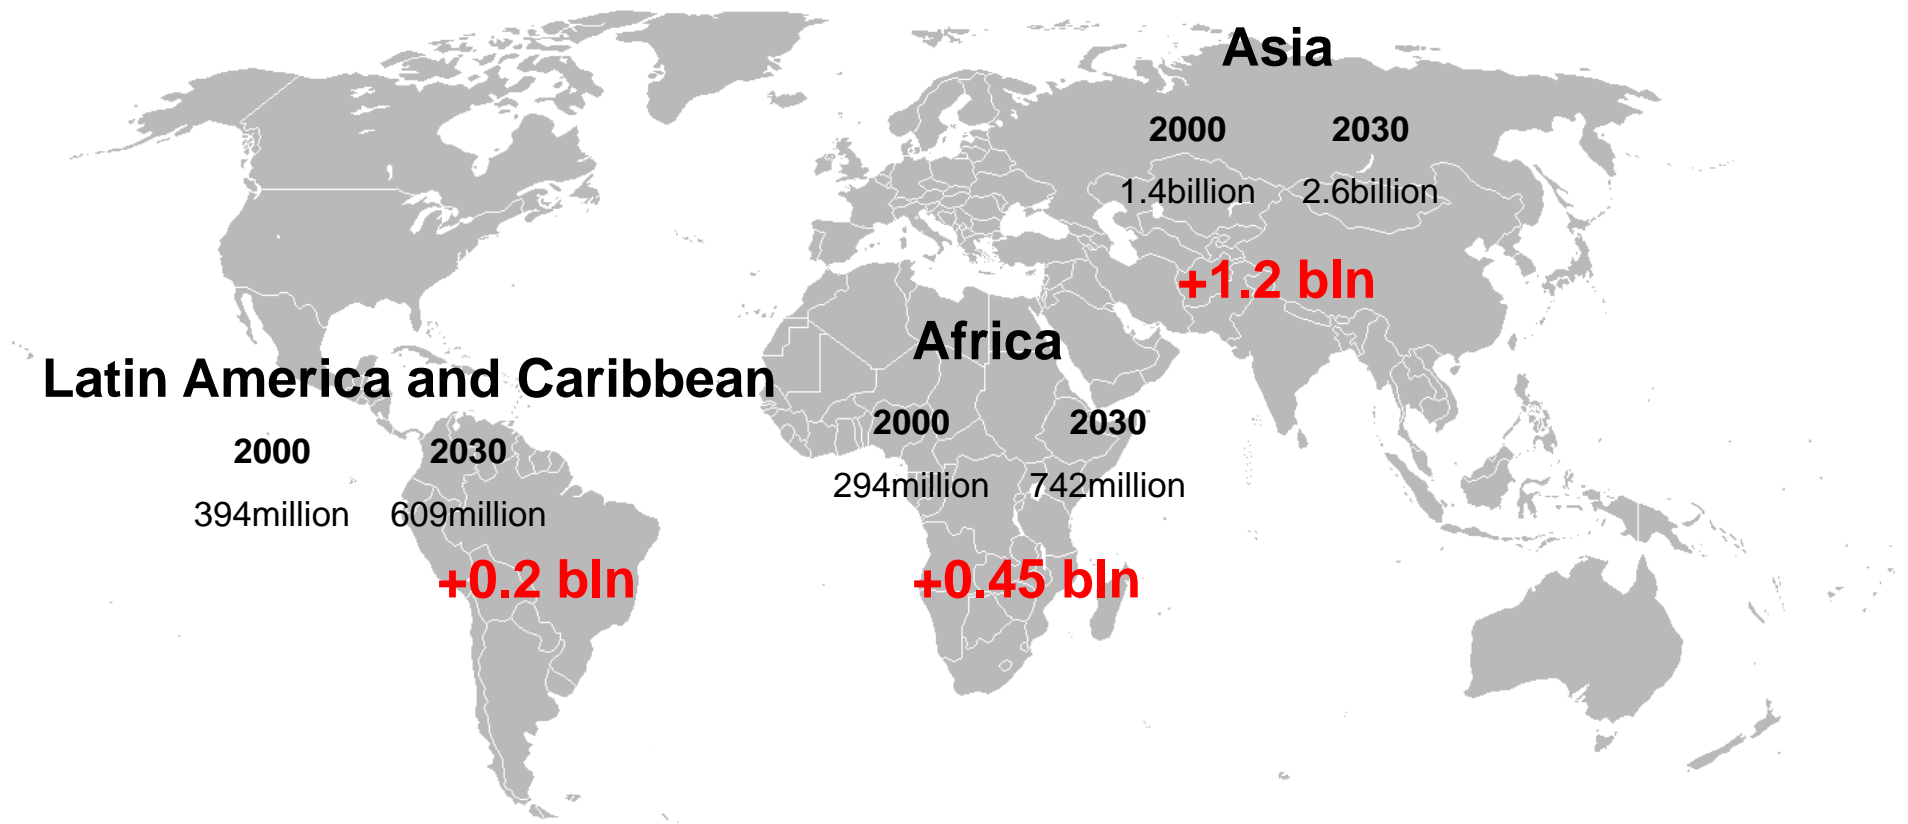 Asia
2000 2030
1.4billion 2.6billion
+1.2 bln
Africa
2000 2030
294million 742million
+0.45 bln
Latin America and Caribbean
2000 2030
394million 609million
+0.2 bln